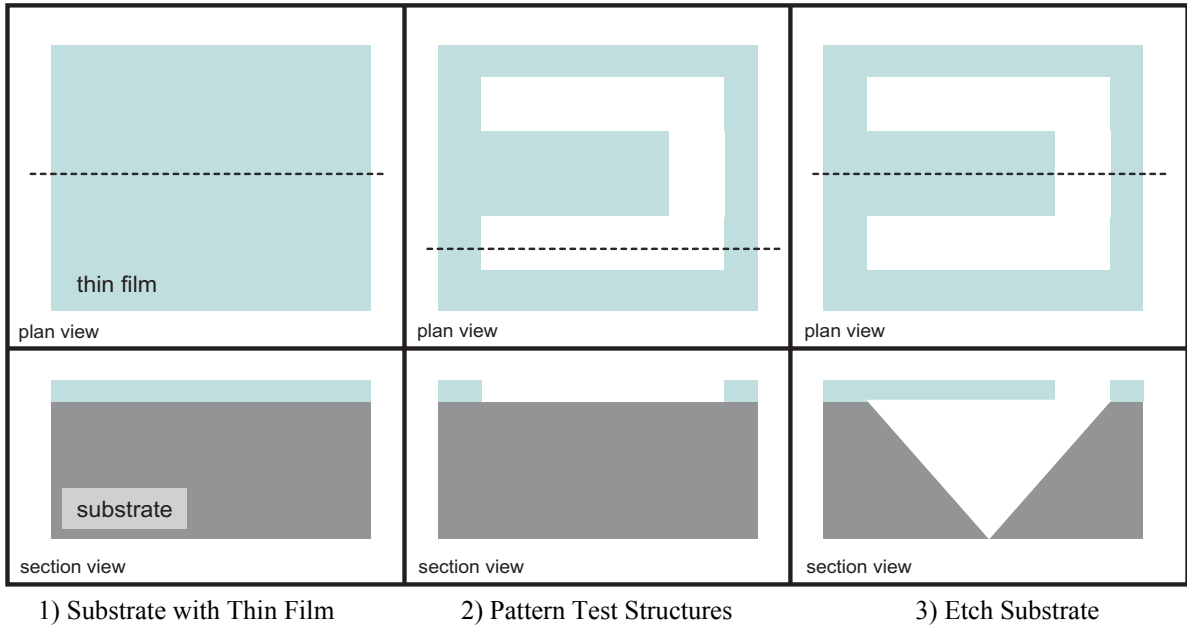 thin film
plan view
plan view
plan view
substrate
section view
section view
section view
1) Substrate with Thin Film
2) Pattern Test Structures
3) Etch Substrate